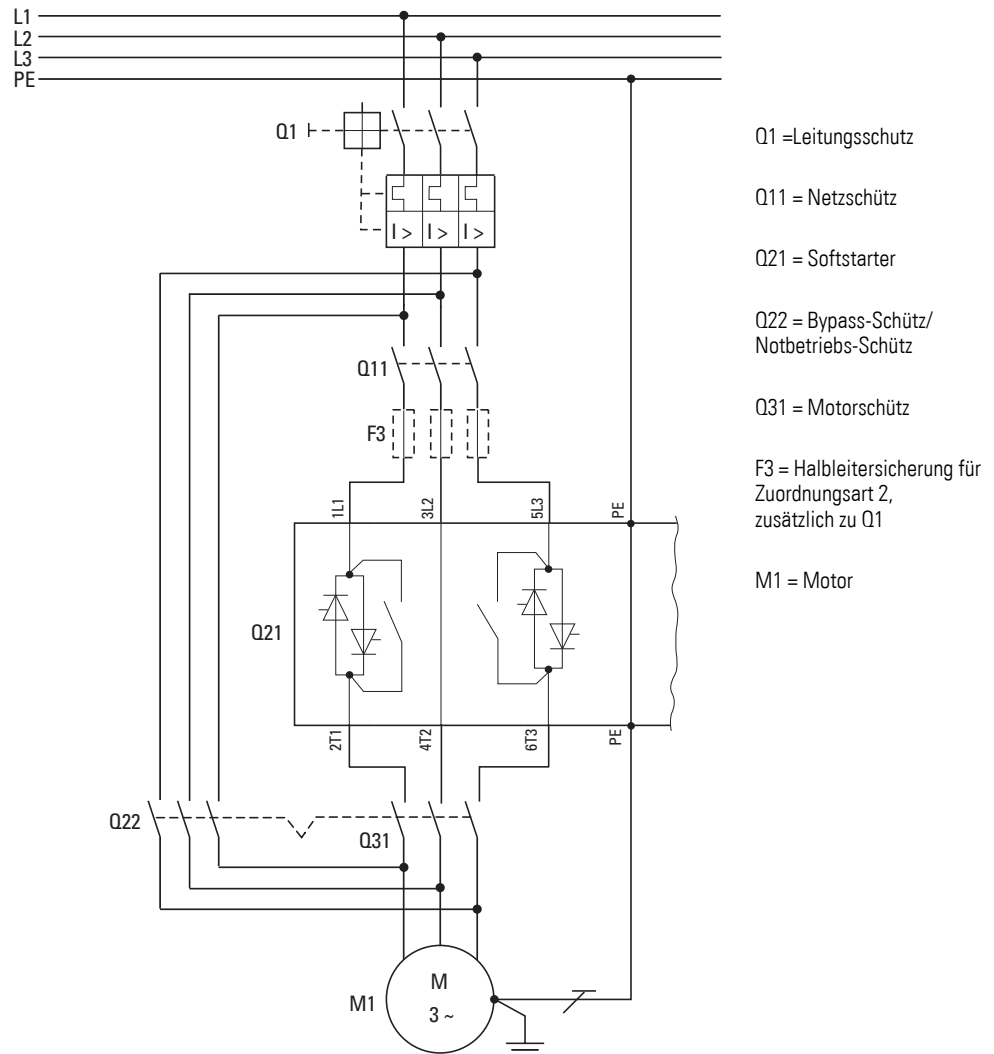 L1
L2
L3
PE
Q1
I > I > I >
Q11
F3
1L1 3L2 5L3 PE
Q21
2T1 4T2 6T3 PE
Q22
Q31
M1
M
3 ~
Q1 =Leitungsschutz
Q11 = Netzschütz
Q21 = Softstarter
Q22 = Bypass-Schütz/
Notbetriebs-Schütz
Q31 = Motorschütz
F3 = Halbleitersicherung für
Zuordnungsart 2,
zusätzlich zu Q1
M1 = Motor